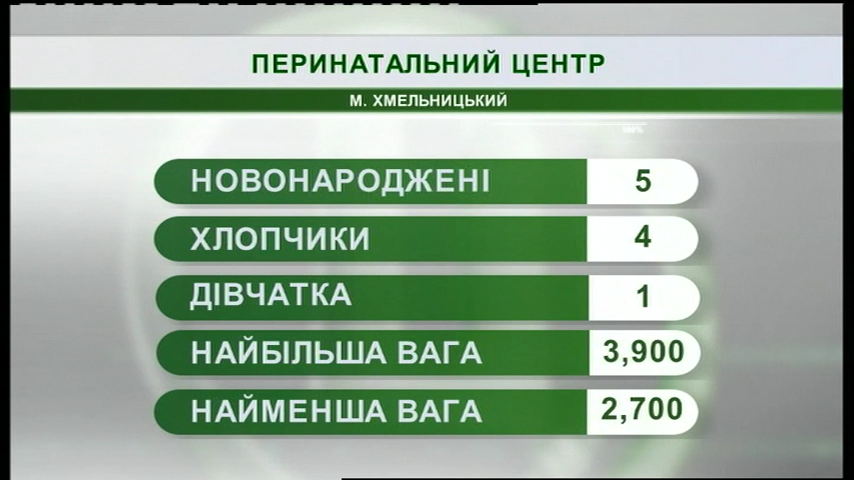 ПЕРИНАТАЛЬНИЙ ЦЕНТР
М. ХМЕЛЬНИЦЬКИЙ
НОВОНАРОДЖЕНІ 5
ХЛОПЧИКИ 4
ДІВЧАТКА 1
НАЙБІЛЬША ВАГА 3,900
НАЙМЕНША ВАГА 2,700